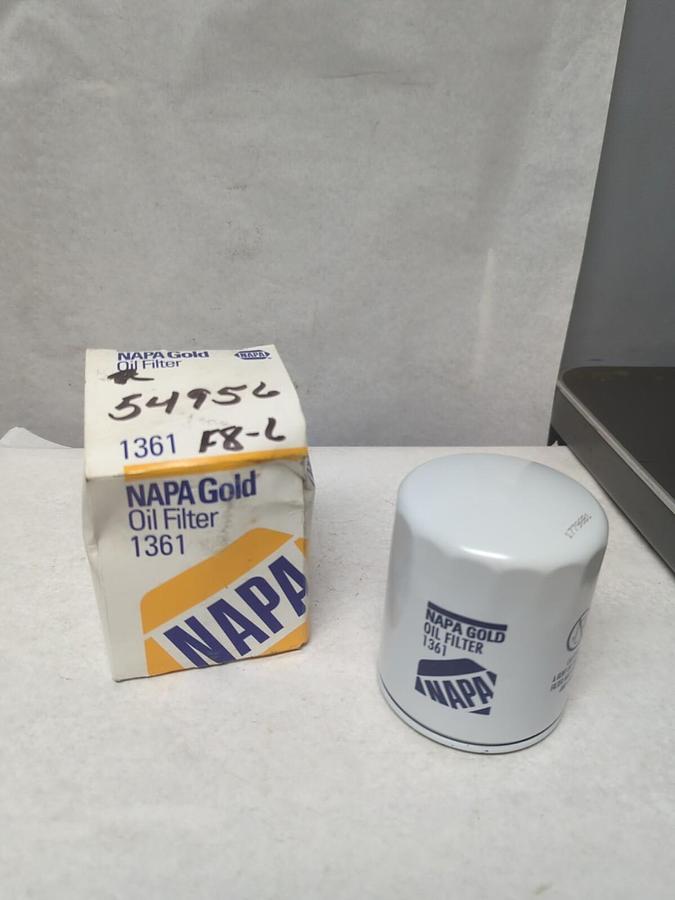 NAPA Gold
NAPA
Oil Filter
54956
1361 F8-L
NAPA Gold
Oil Filter
1361
NAPA
NAPA GOLD
OIL FILTER
1361
NAPA